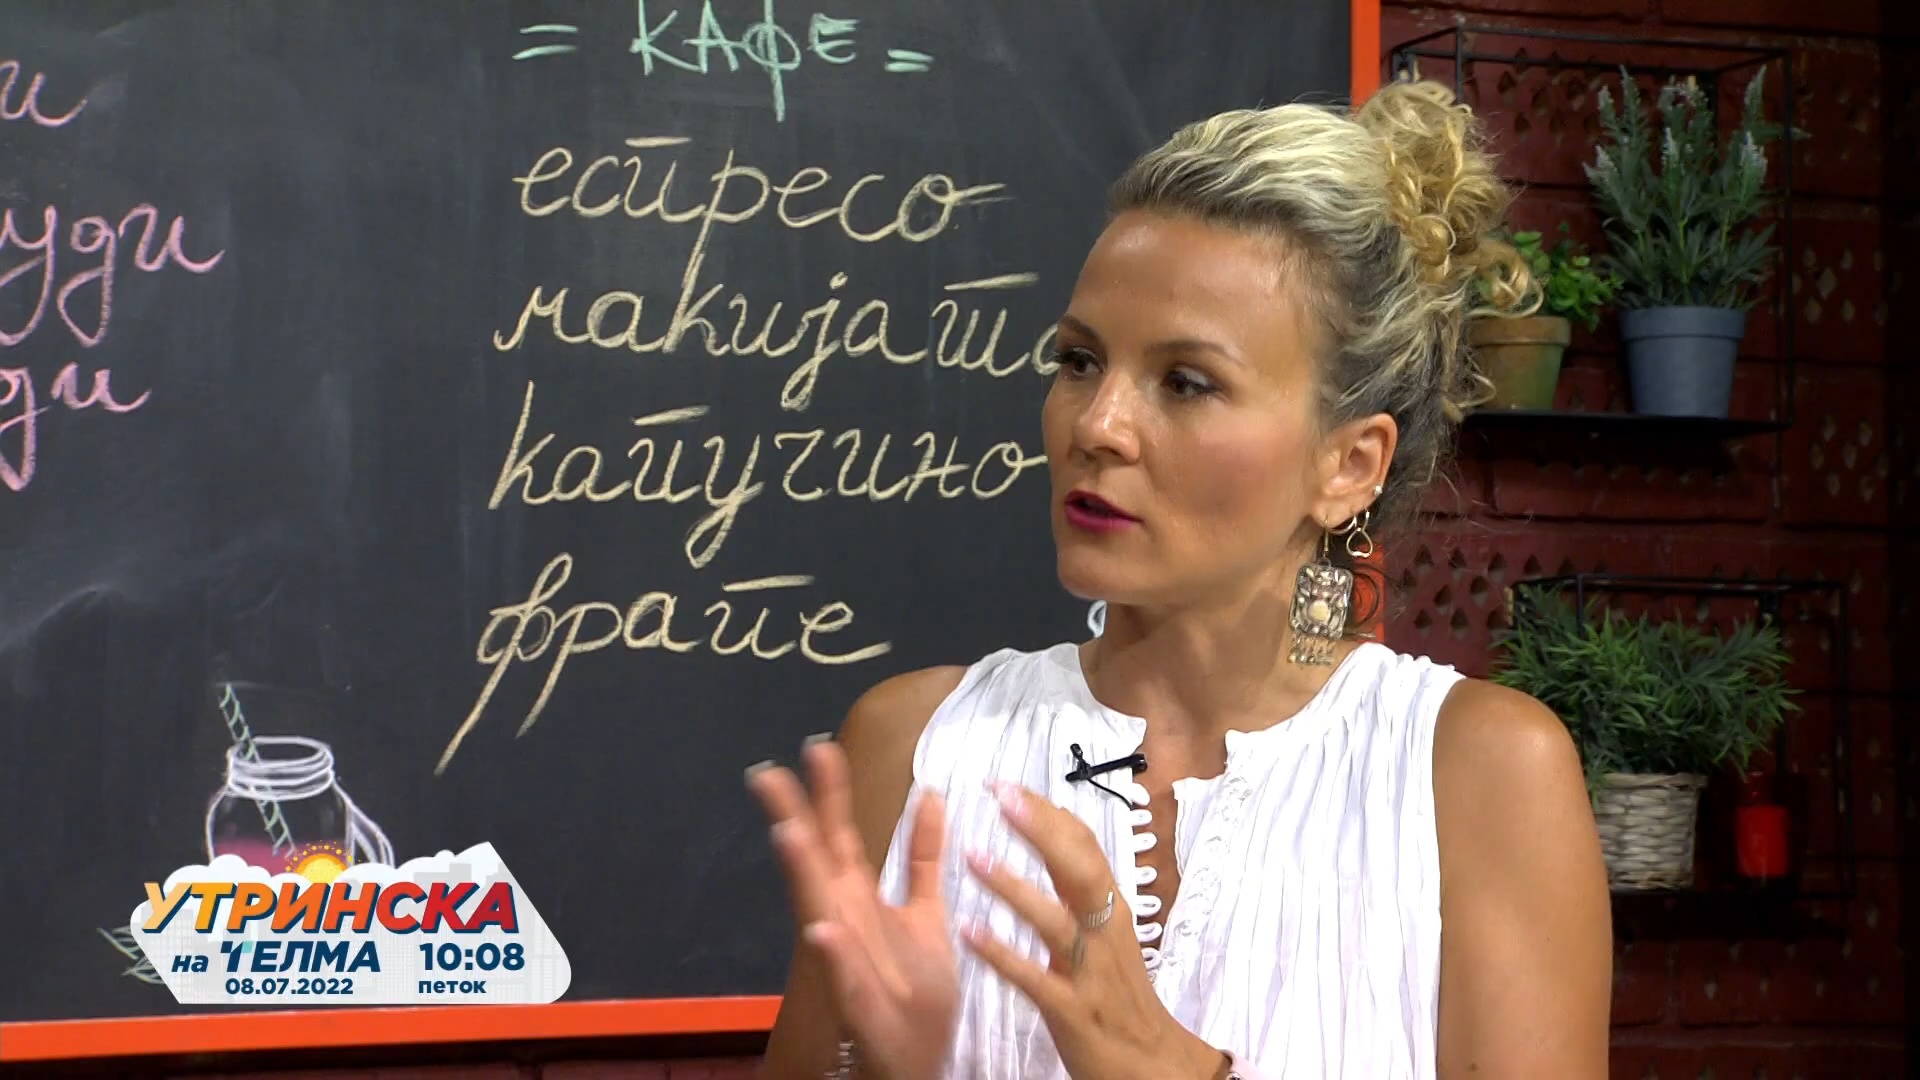 = КАФЕ =
еспресо
макијато
капучино
фрапе
УТРИНСКА
на ТЕЛМА 10:08
08.07.2022 петок